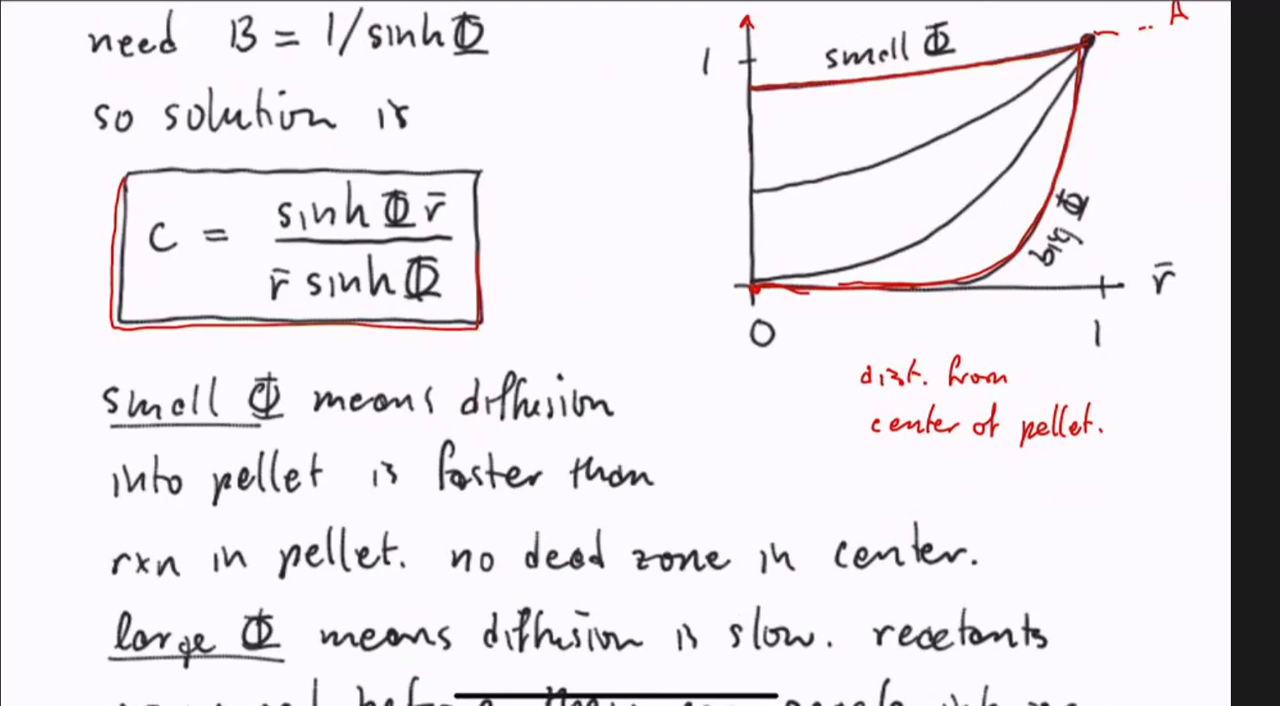 need B = 1/sinhΦ
so solution is
C = sinh Φ r̄ / r̄ sinh Φ
small Φ means diffusion
into pellet is faster than
rxn in pellet. no dead zone in center.
large Φ means diffusion is slow. reactants
before
A
1
small Φ
big Φ
r̄
0
1
dist. from
center of pellet.